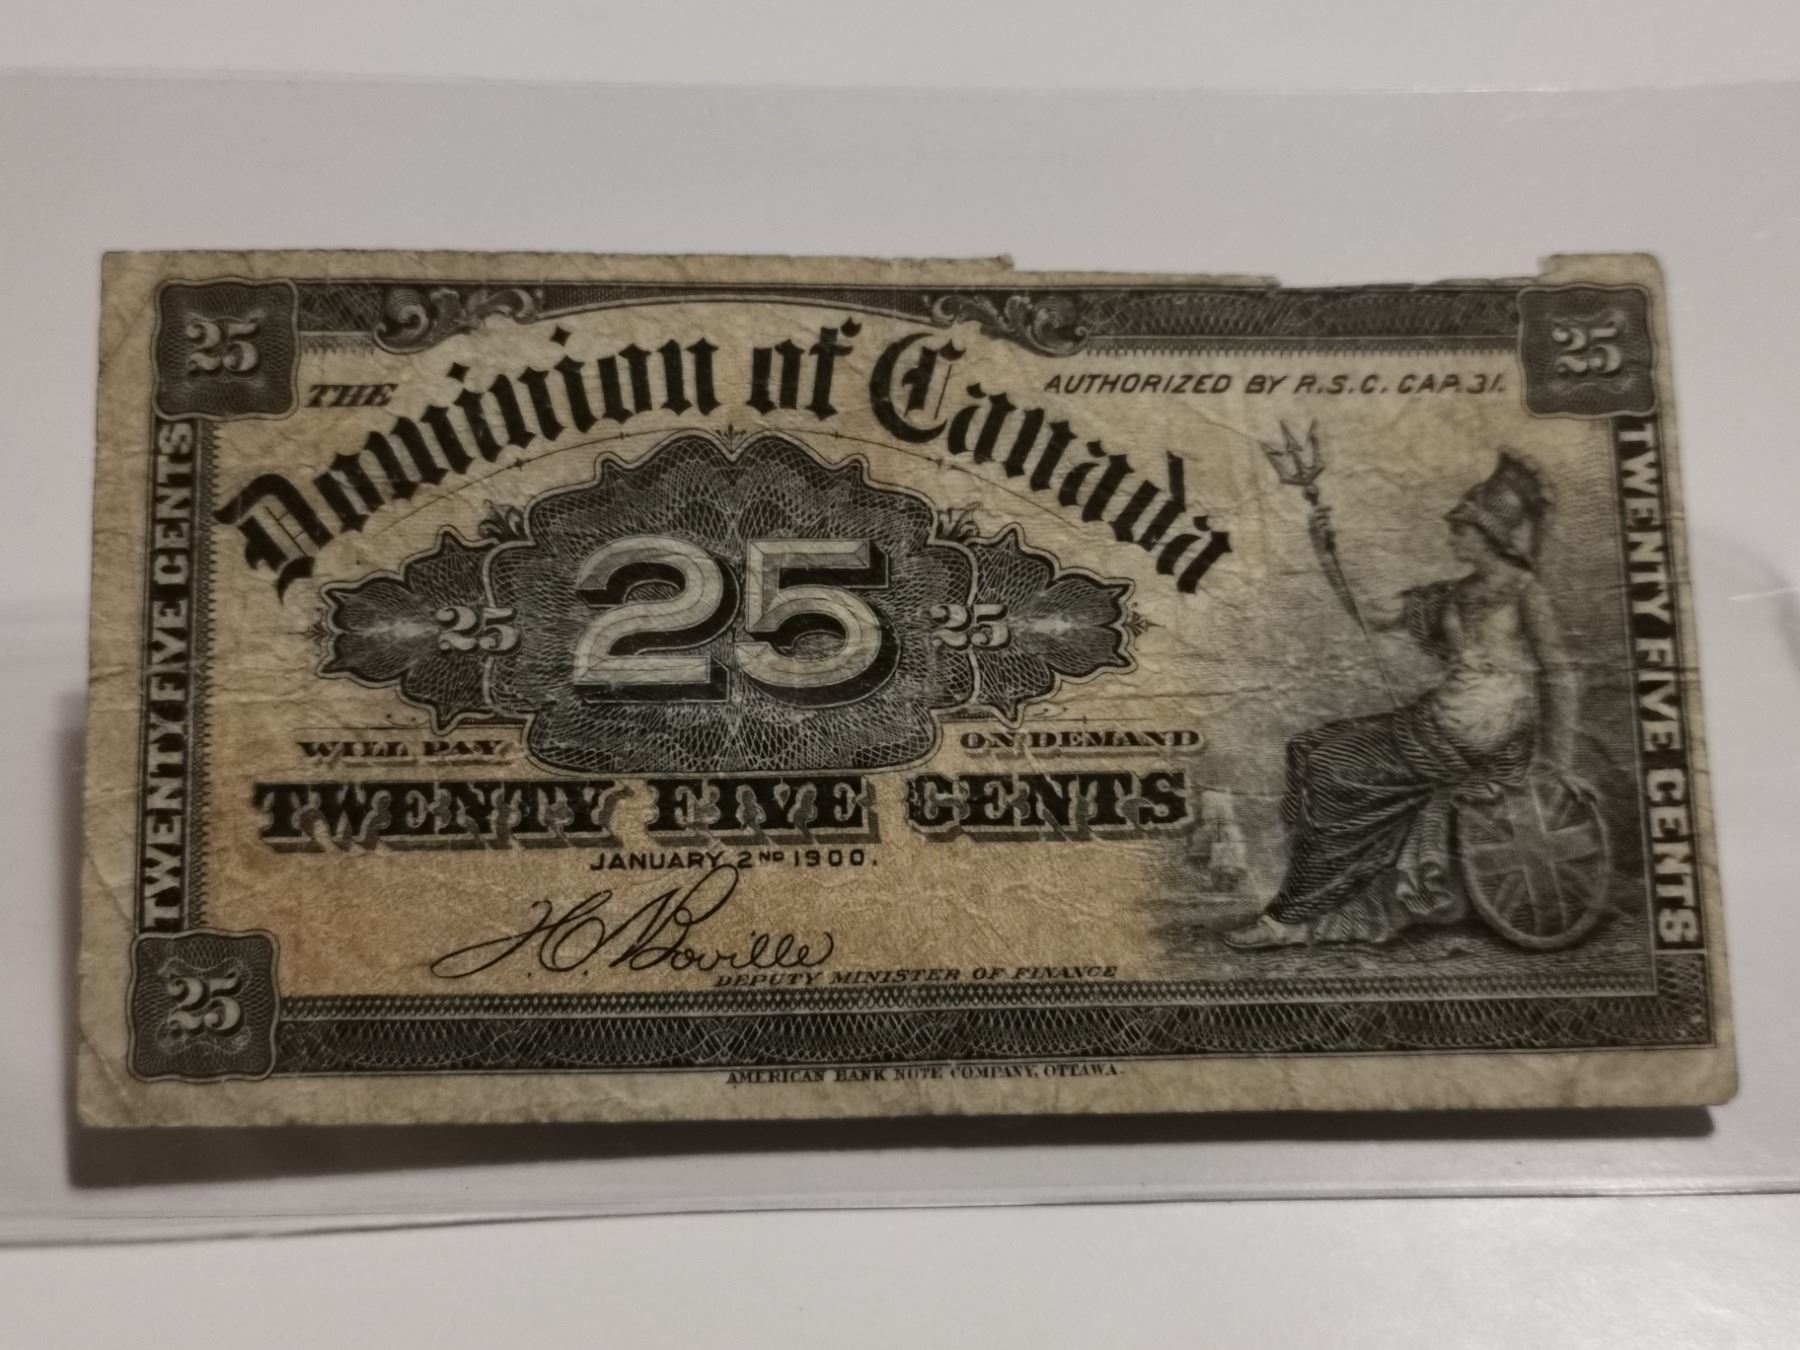 25
25
THE
Dominion of Canada
AUTHORIZED BY R.S.C. CAP.31.
TWENTY FIVE CENTS
25
25
25
TWENTY FIVE CENTS
WILL PAY
ON DEMAND
TWENTY FIVE CENTS
JANUARY 2ND 1900.
H.C. Boville
DEPUTY MINISTER OF FINANCE
25
AMERICAN BANK NOTE COMPANY, OTTAWA.